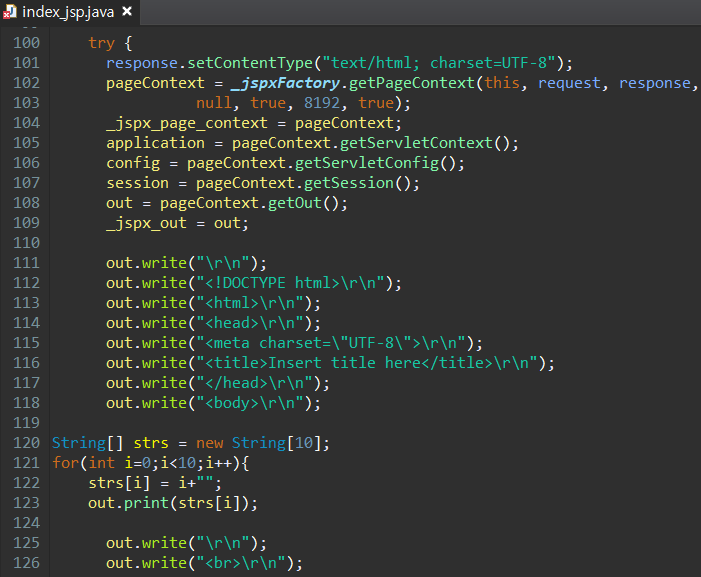 index_jsp.java
100 try {
101 response.setContentType("text/html; charset=UTF-8");
102 pageContext = _jspxFactory.getPageContext(this, request, response,
103 null, true, 8192, true);
104 _jspx_page_context = pageContext;
105 application = pageContext.getServletContext();
106 config = pageContext.getServletConfig();
107 session = pageContext.getSession();
108 out = pageContext.getOut();
109 _jspx_out = out;
110
111 out.write("\r\n");
112 out.write("<!DOCTYPE html>\r\n");
113 out.write("<html>\r\n");
114 out.write("<head>\r\n");
115 out.write("<meta charset=\"UTF-8\">\r\n");
116 out.write("<title>Insert title here</title>\r\n");
117 out.write("</head>\r\n");
118 out.write("<body>\r\n");
119
120 String[] strs = new String[10];
121 for(int i=0;i<10;i++){
122 strs[i] = i+"";
123 out.print(strs[i]);
124
125 out.write("\r\n");
126 out.write("<br>\r\n");